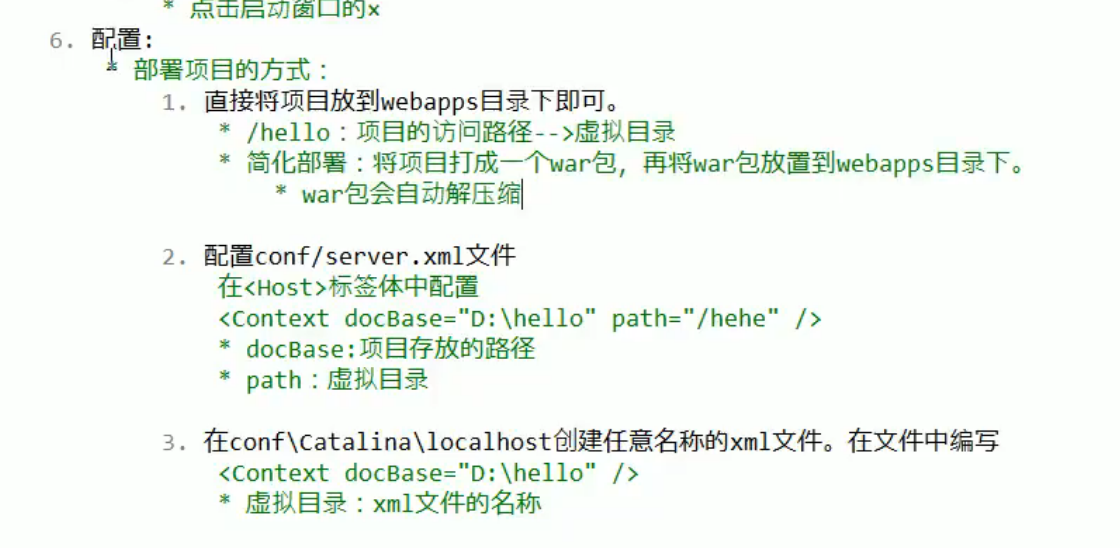 * 点击启动窗口的×
6. 配置:
* 部署项目的方式：
1. 直接将项目放到webapps目录下即可。
* /hello：项目的访问路径-->虚拟目录
* 简化部署：将项目打成一个war包，再将war包放置到webapps目录下。
* war包会自动解压缩
2. 配置conf/server.xml文件
在<Host>标签体中配置
<Context docBase="D:\hello" path="/hehe" />
* docBase:项目存放的路径
* path：虚拟目录
3. 在conf\Catalina\localhost创建任意名称的xml文件。在文件中编写
<Context docBase="D:\hello" />
* 虚拟目录：xml文件的名称